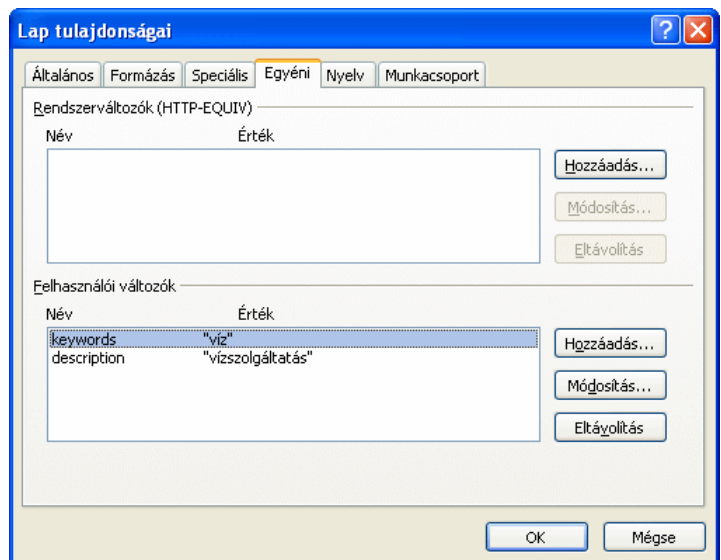 Lap tulajdonságai
Általános Formázás Speciális Egyéni Nyelv Munkacsoport
Rendszerváltozók (HTTP-EQUIV)
Név Érték
Hozzáadás...
Módosítás...
Eltávolítás
Felhasználói változók
Név Érték
keywords "víz"
description "vízszolgáltatás"
Hozzáadás...
Módosítás...
Eltávolítás
OK Mégse